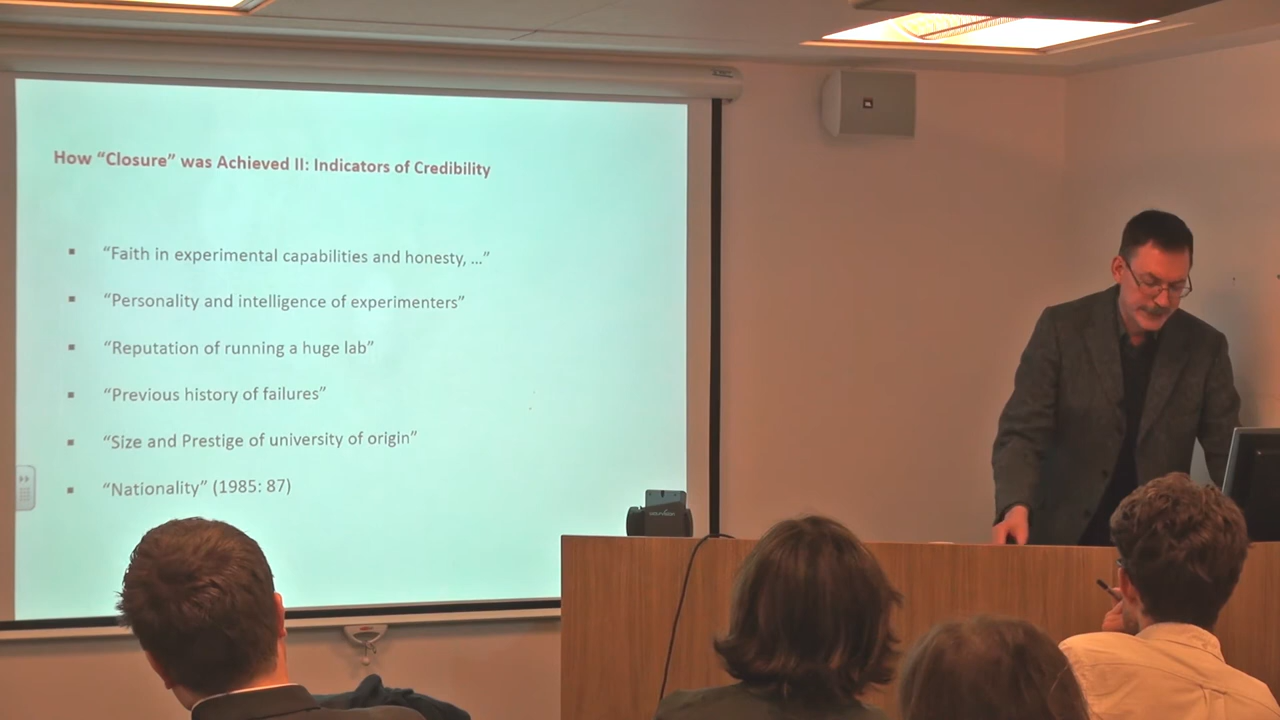 How “Closure” was Achieved II: Indicators of Credibility
▪ “Faith in experimental capabilities and honesty, …”
▪ “Personality and intelligence of experimenters”
▪ “Reputation of running a huge lab”
▪ “Previous history of failures”
▪ “Size and Prestige of university of origin”
▪ “Nationality” (1985: 87)